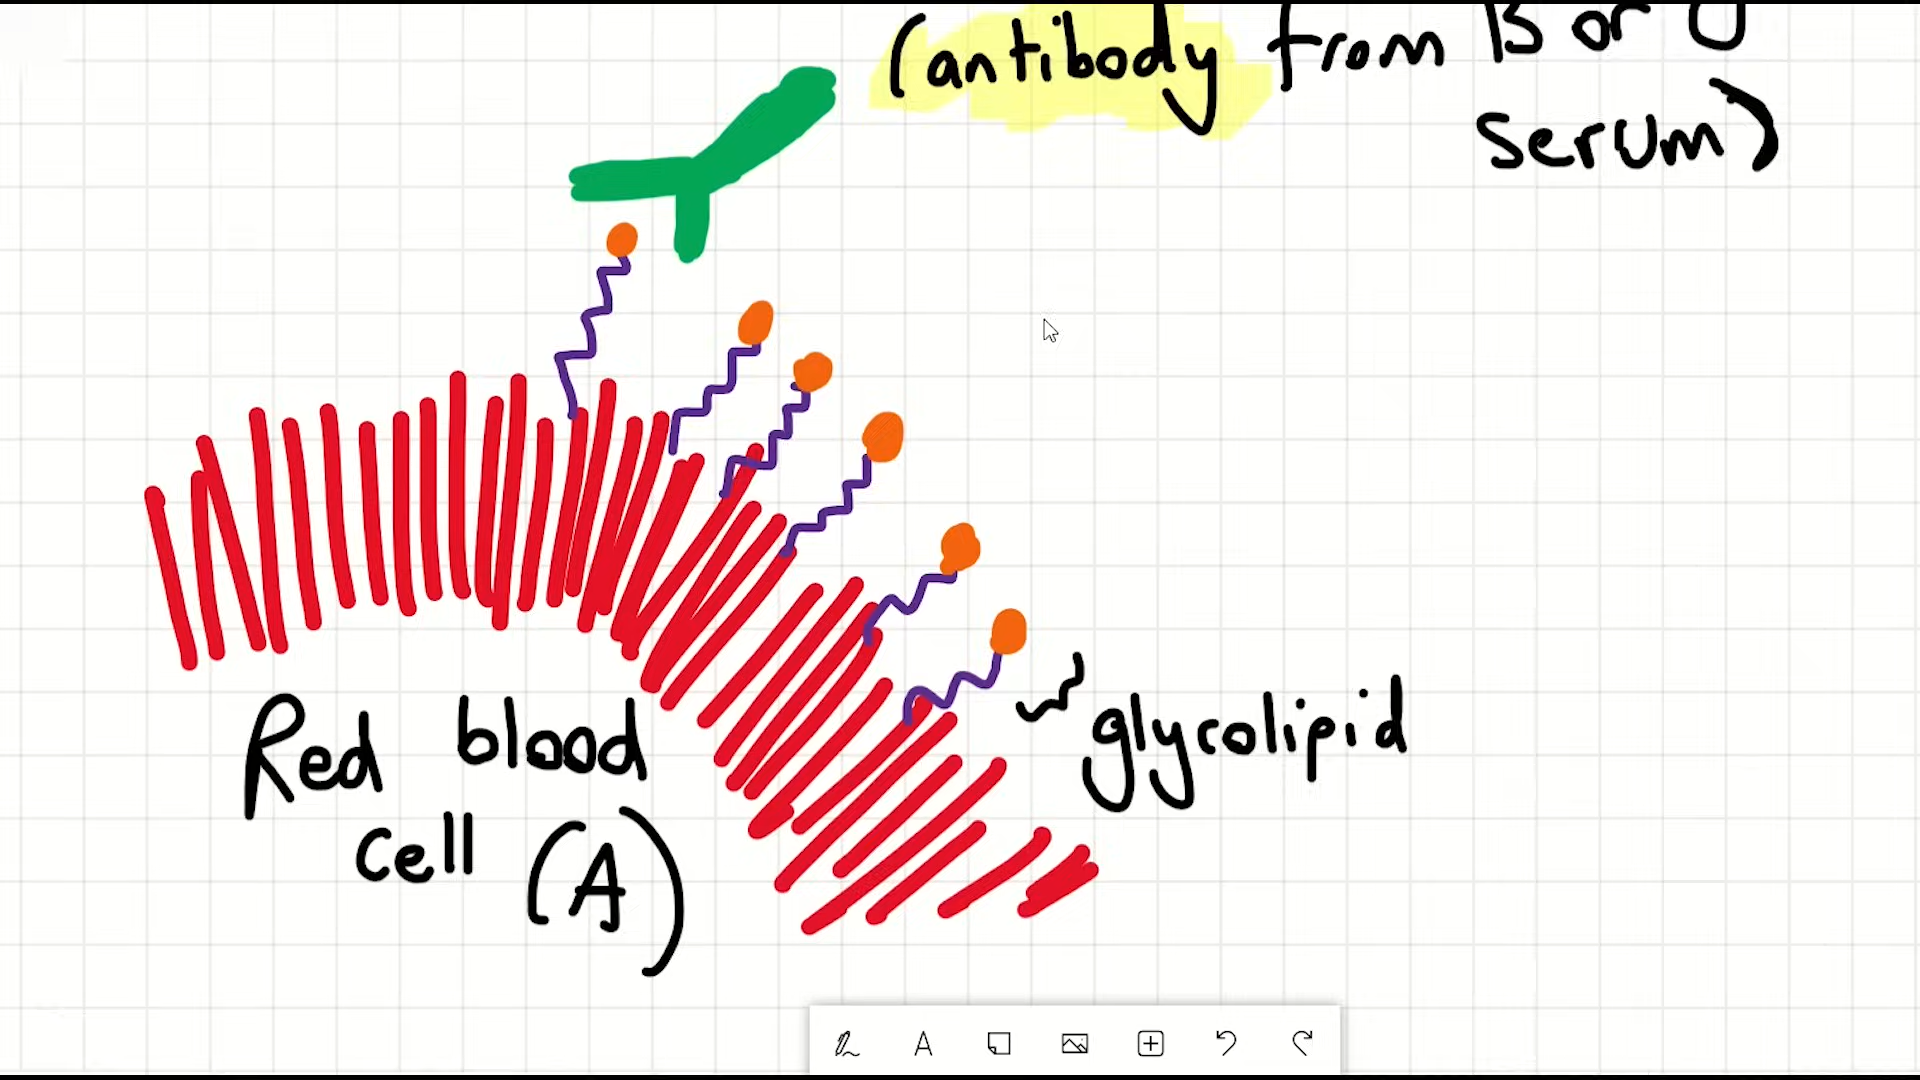 (antibody from B or O
serum)
glycolipid
Red blood
cell (A)
A